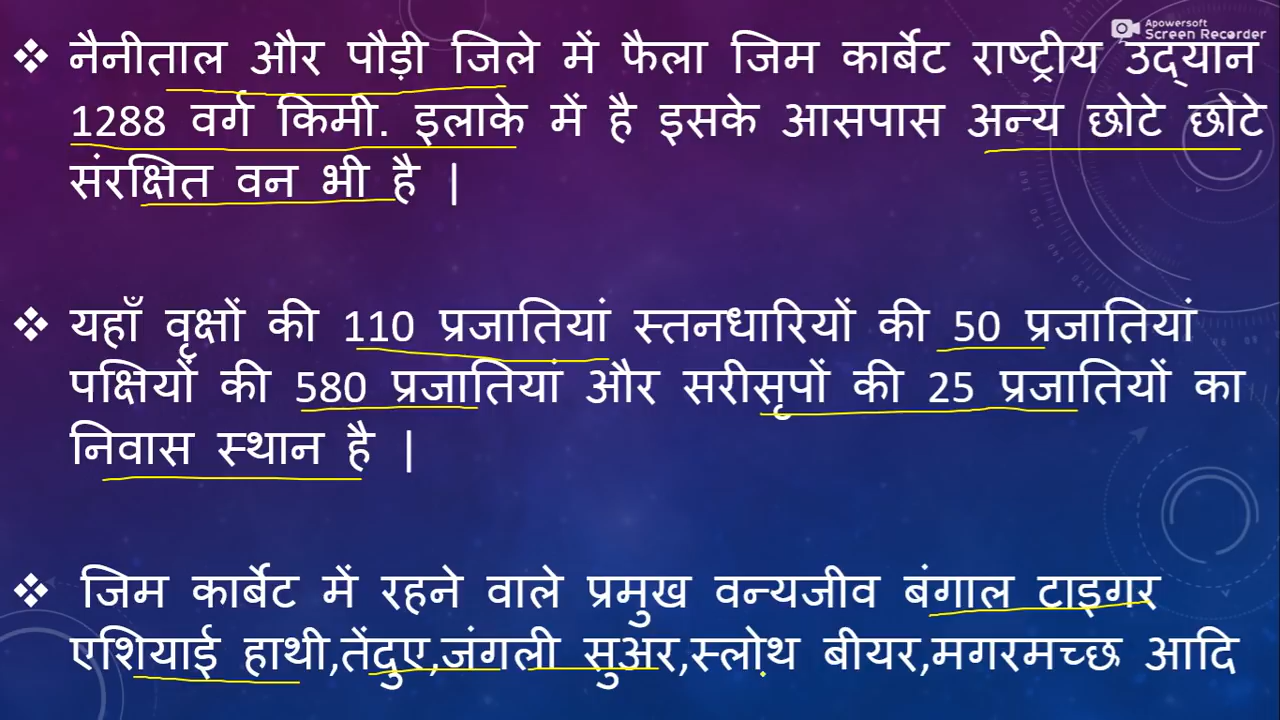 Apowersoft
Screen Recorder
❖ नैनीताल और पौड़ी जिले में फैला जिम कार्बेट राष्ट्रीय उद्यान
1288 वर्ग किमी. इलाके में है इसके आसपास अन्य छोटे छोटे
संरक्षित वन भी है |
❖ यहाँ वृक्षों की 110 प्रजातियां स्तनधारियों की 50 प्रजातियां
पक्षियों की 580 प्रजातियां और सरीसृपों की 25 प्रजातियों का
निवास स्थान है |
❖ जिम कार्बेट में रहने वाले प्रमुख वन्यजीव बंगाल टाइगर
एशियाई हाथी,तेंदुए,जंगली सुअर,स्लोथ बीयर,मगरमच्छ आदि